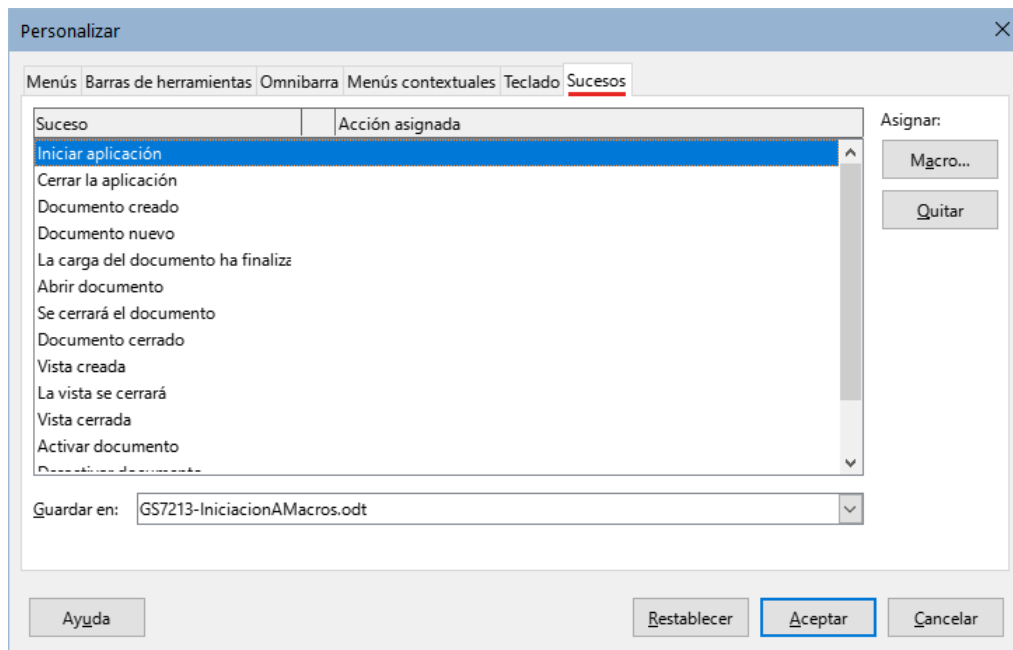 Personalizar
Menús Barras de herramientas Omnibarra Menús contextuales Teclado Sucesos
Suceso Acción asignada
Asignar:
Iniciar aplicación
Macro...
Cerrar la aplicación
Documento creado
Quitar
Documento nuevo
La carga del documento ha finaliza
Abrir documento
Se cerrará el documento
Documento cerrado
Vista creada
La vista se cerrará
Vista cerrada
Activar documento
Desactivar documento
Guardar en: GS7213-IniciacionAMacros.odt
Ayuda Restablecer Aceptar Cancelar